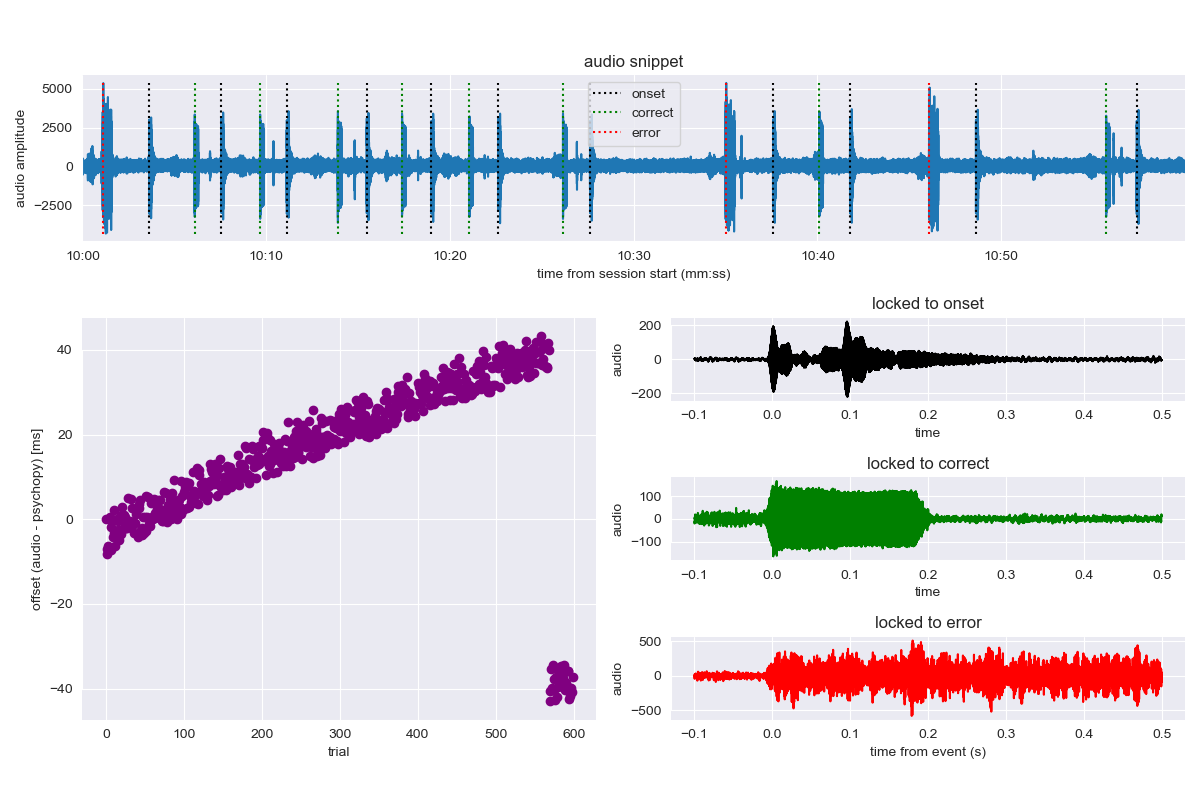 audio snippet
audio amplitude
5000
2500
0
−2500
onset
correct
error
10:00 10:10 10:20 10:30 10:40 10:50
time from session start (mm:ss)
offset (audio - psychopy) [ms]
40
20
0
−20
−40
0 100 200 300 400 500 600
trial
locked to onset
audio
200
0
−200
−0.1 0.0 0.1 0.2 0.3 0.4 0.5
time
locked to correct
audio
100
0
−100
−0.1 0.0 0.1 0.2 0.3 0.4 0.5
time
locked to error
audio
500
0
−500
−0.1 0.0 0.1 0.2 0.3 0.4 0.5
time from event (s)